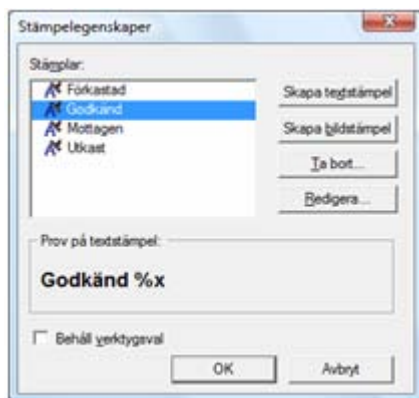 Stämpelegenskaper
Stämplar:
Förkastad
Godkänd
Mottagen
Utkast
Skapa textstämpel
Skapa bildstämpel
Ta bort...
Redigera...
Prov på textstämpel:
Godkänd %x
Behåll verktygsval
OK
Avbryt